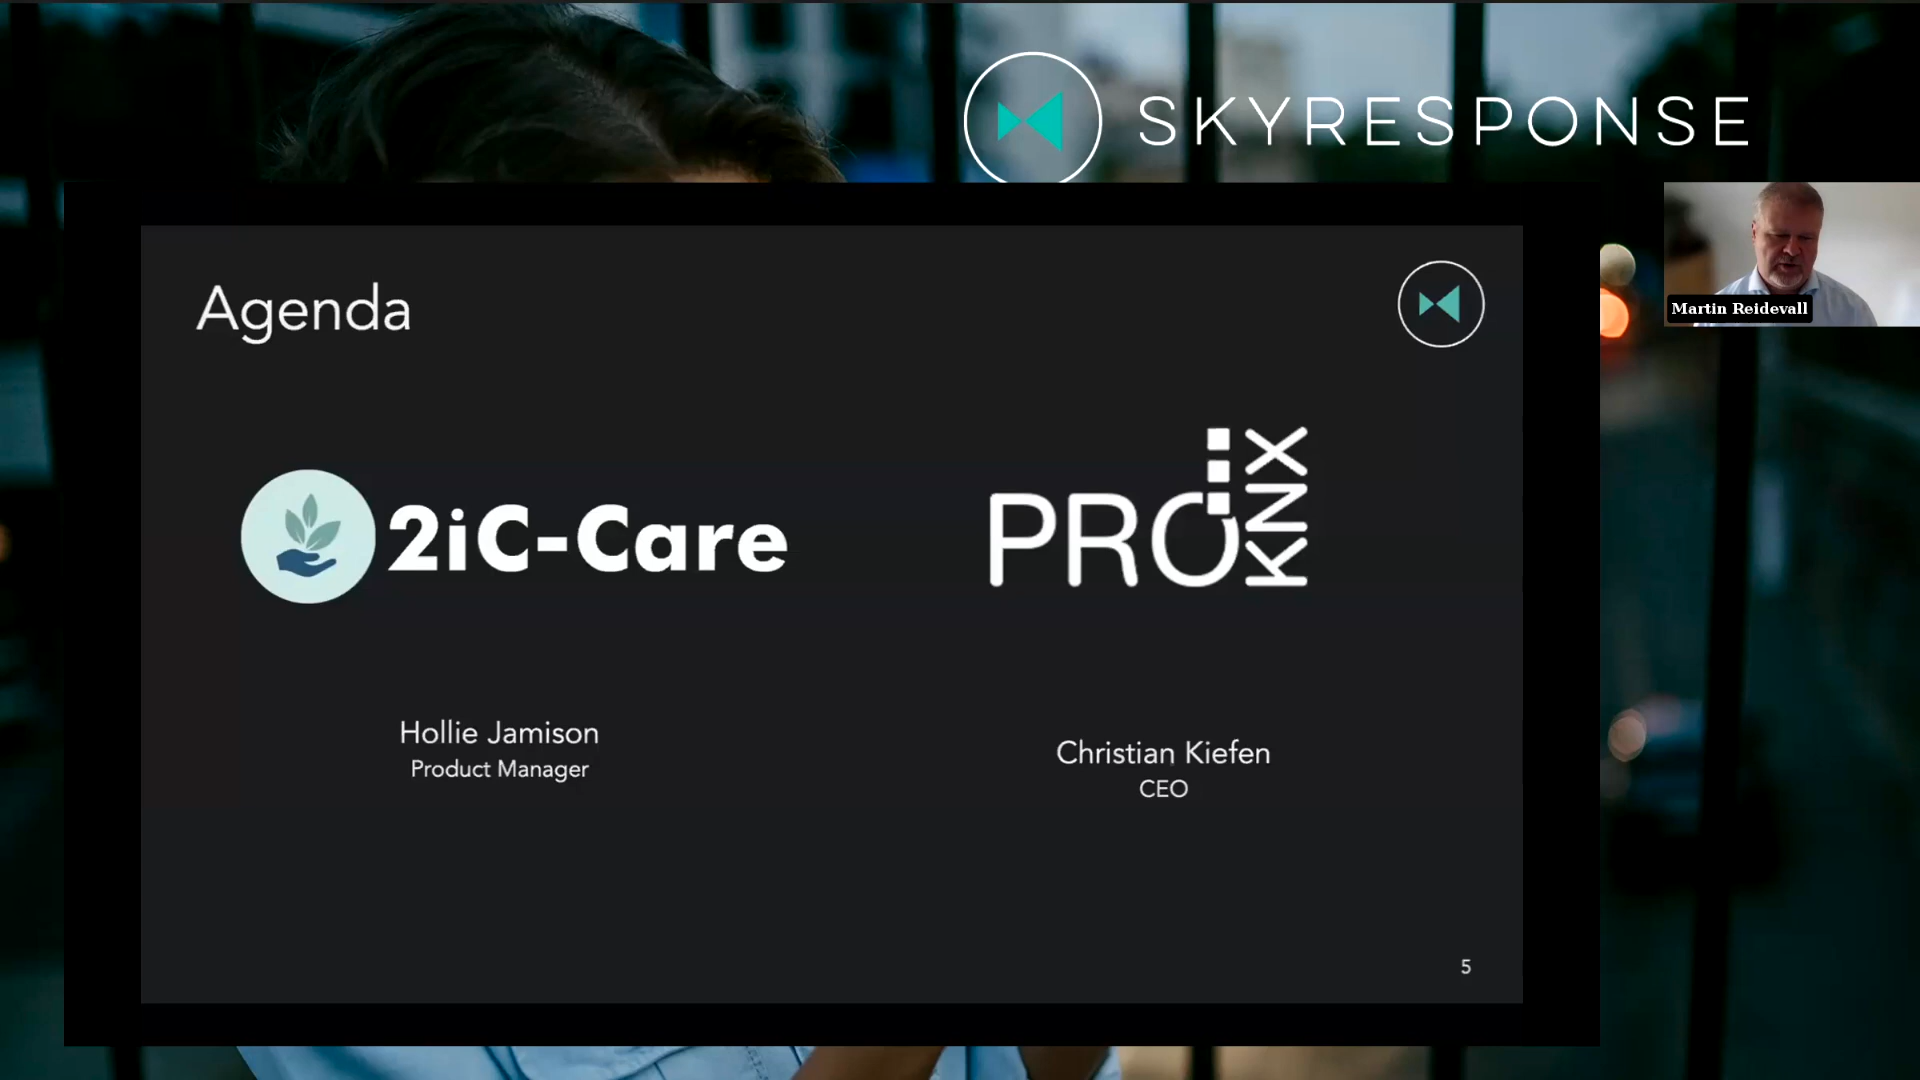 SKYRESPONSE
Martin Reidevall
Agenda
2iC-Care
PRO
KNX
Hollie Jamison
Product Manager
Christian Kiefen
CEO
5